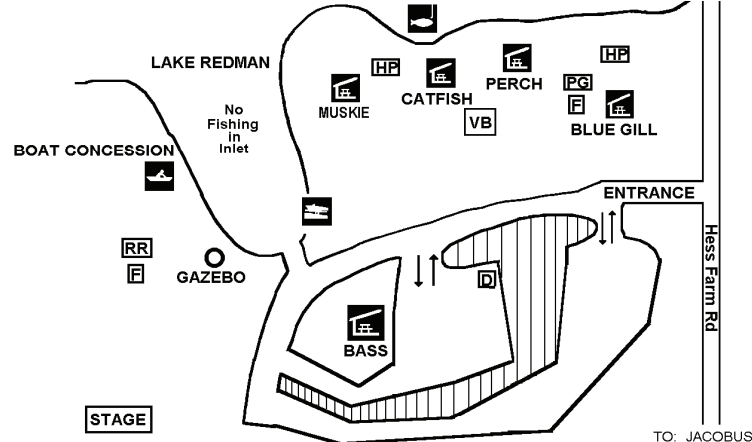 LAKE REDMAN
HP
HP
PERCH
PG
MUSKIE
CATFISH
F
No
Fishing
in
Inlet
VB
BLUE GILL
BOAT CONCESSION
ENTRANCE
Hess Farm Rd
RR
F
GAZEBO
D
BASS
STAGE
TO: JACOBUS